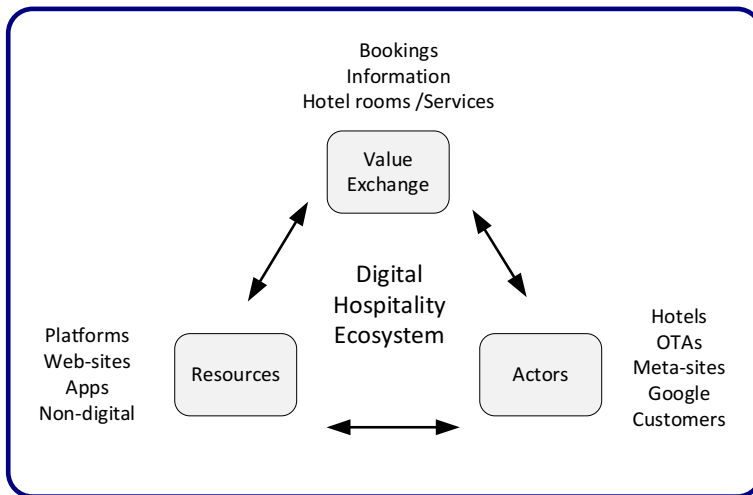 Bookings
Information
Hotel rooms /Services
Value
Exchange
Digital
Hospitality
Ecosystem
Platforms
Web-sites
Apps
Non-digital
Resources
Actors
Hotels
OTAs
Meta-sites
Google
Customers